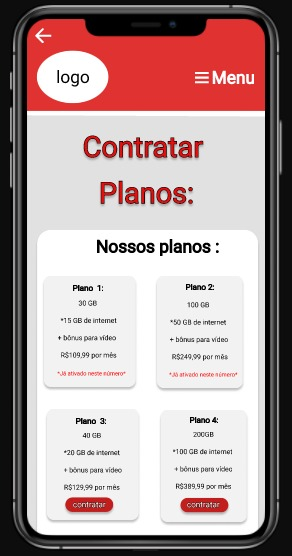 logo
Menu
Contratar
Planos:
Nossos planos :
Plano 1:
30 GB
*15 GB de internet
+ bônus para vídeo
R$109,99 por mês
*Já ativado neste número*
Plano 2:
100 GB
*50 GB de internet
+ bônus para vídeo
R$249,99 por mês
*Já ativado neste número*
Plano 3:
40 GB
*20 GB de internet
+ bônus para vídeo
R$129,99 por mês
contratar
Plano 4:
200GB
*100 GB de internet
+ bônus para vídeo
R$389,99 por mês
contratar